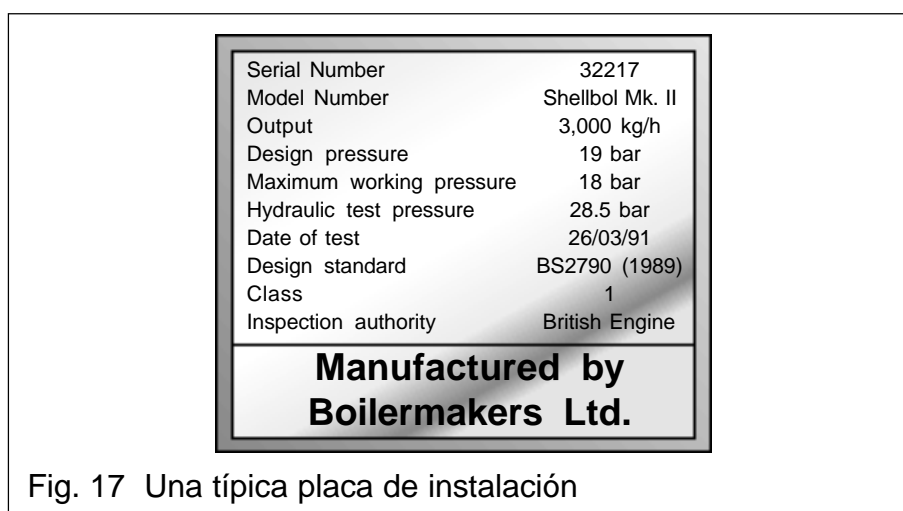 Serial Number 32217
Model Number Shellbol Mk. II
Output 3,000 kg/h
Design pressure 19 bar
Maximum working pressure 18 bar
Hydraulic test pressure 28.5 bar
Date of test 26/03/91
Design standard BS2790 (1989)
Class 1
Inspection authority British Engine
Manufactured by
Boilermakers Ltd.
Fig. 17 Una típica placa de instalación